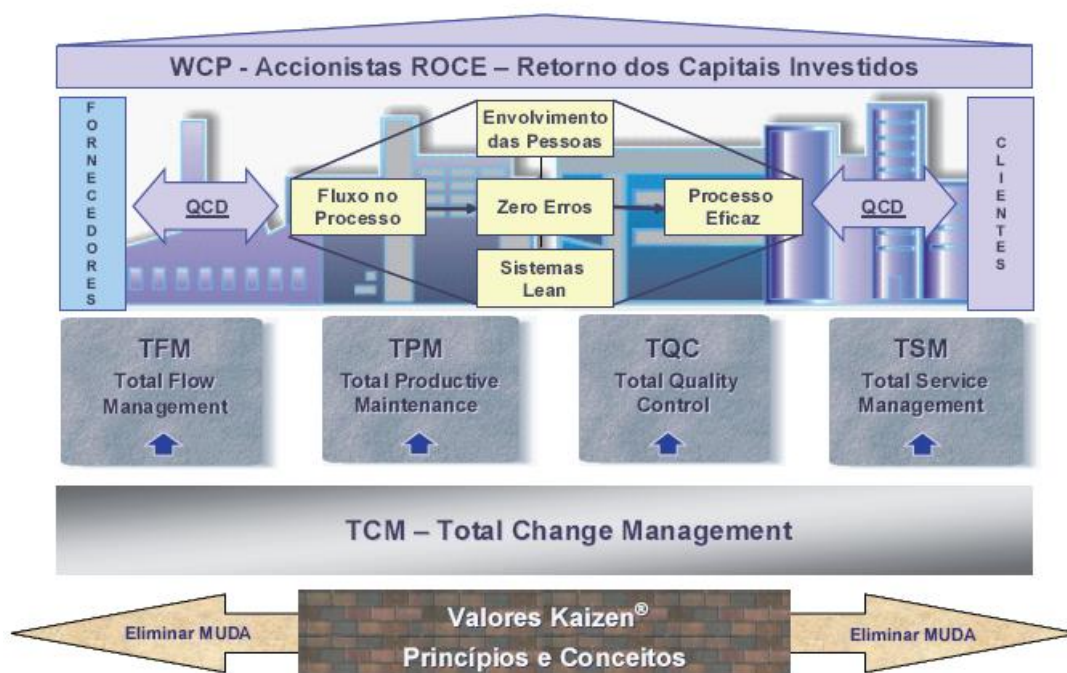 WCP - Accionistas ROCE – Retorno dos Capitais Investidos
FORNECEDORES
QCD
Envolvimento
das Pessoas
Fluxo no
Processo
Zero Erros
Processo
Eficaz
Sistemas
Lean
QCD
CLIENTES
TFM
Total Flow
Management
TPM
Total Productive
Maintenance
TQC
Total Quality
Control
TSM
Total Service
Management
TCM – Total Change Management
Eliminar MUDA
Valores Kaizen®
Princípios e Conceitos
Eliminar MUDA